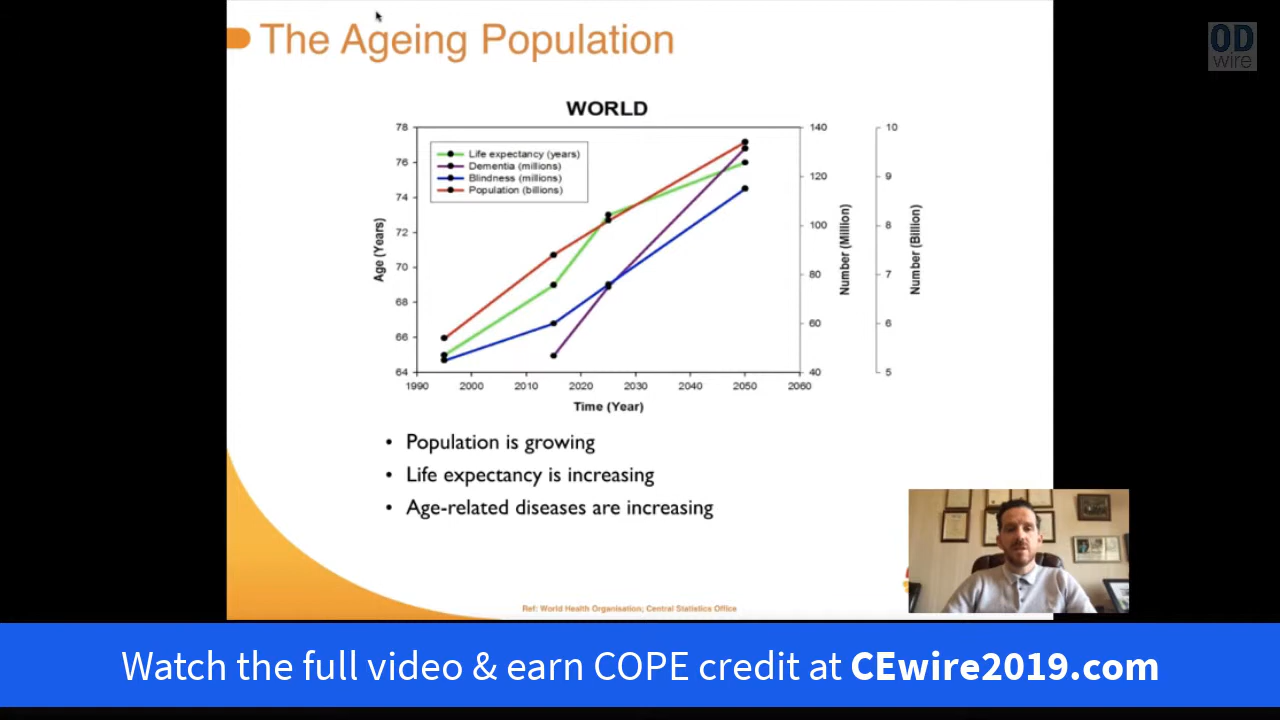 The Ageing Population
OD
wire
WORLD
Life expectancy (years)
Dementia (millions)
Blindness (millions)
Population (billions)
78
76
74
72
70
68
66
64
Age (Years)
140
120
100
80
60
40
Number (Million)
10
9
8
7
6
5
Number (Billion)
1990 2000 2010 2020 2030 2040 2050 2060
Time (Year)
• Population is growing
• Life expectancy is increasing
• Age-related diseases are increasing
Ref: World Health Organisation; Central Statistics Office
Watch the full video & earn COPE credit at CEwire2019.com